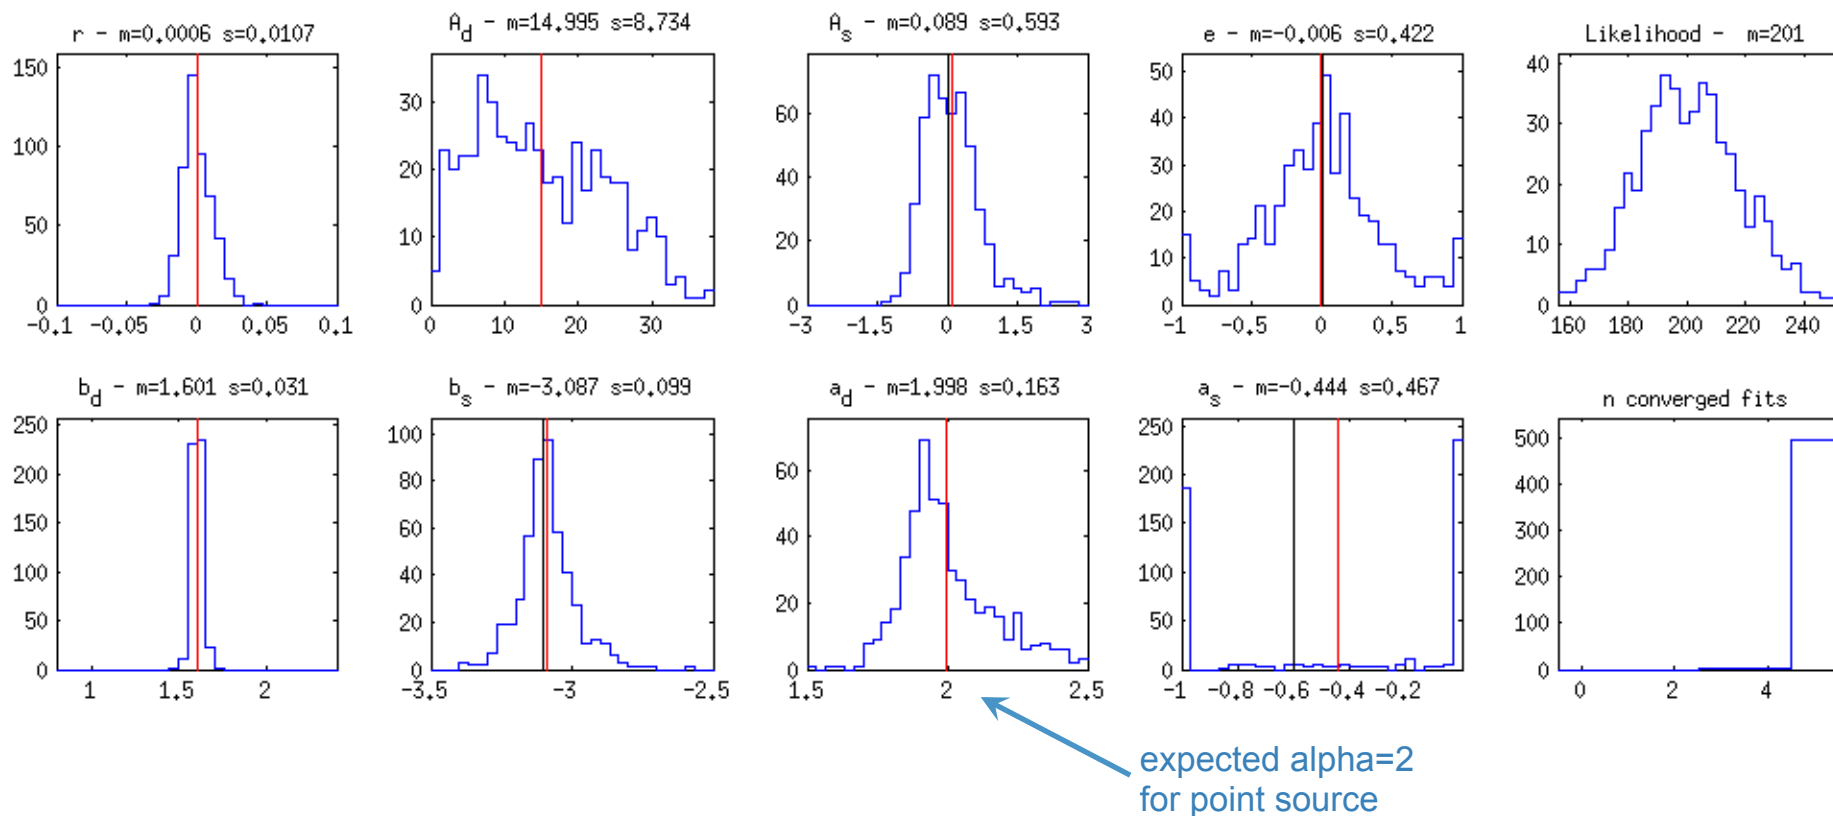 r - m=0.0006 s=0.0107
A_d - m=14.995 s=8.734
A_s - m=0.089 s=0.593
e - m=-0.006 s=0.422
Likelihood - m=201
150
100
50
0
-0.1 -0.05 0 0.05 0.1
30
20
10
0
0 10 20 30
60
40
20
0
-3 -1.5 0 1.5 3
50
40
30
20
10
0
-1 -0.5 0 0.5 1
40
30
20
10
0
160 180 200 220 240
b_d - m=1.601 s=0.031
b_s - m=-3.087 s=0.099
a_d - m=1.998 s=0.163
a_s - m=-0.444 s=0.467
n converged fits
250
200
150
100
50
0
1 1.5 2
100
80
60
40
20
0
-3.5 -3 -2.5
60
40
20
0
1.5 2 2.5
250
200
150
100
50
0
-1 -0.8 -0.6 -0.4 -0.2
500
400
300
200
100
0
0 2 4
expected alpha=2
for point source